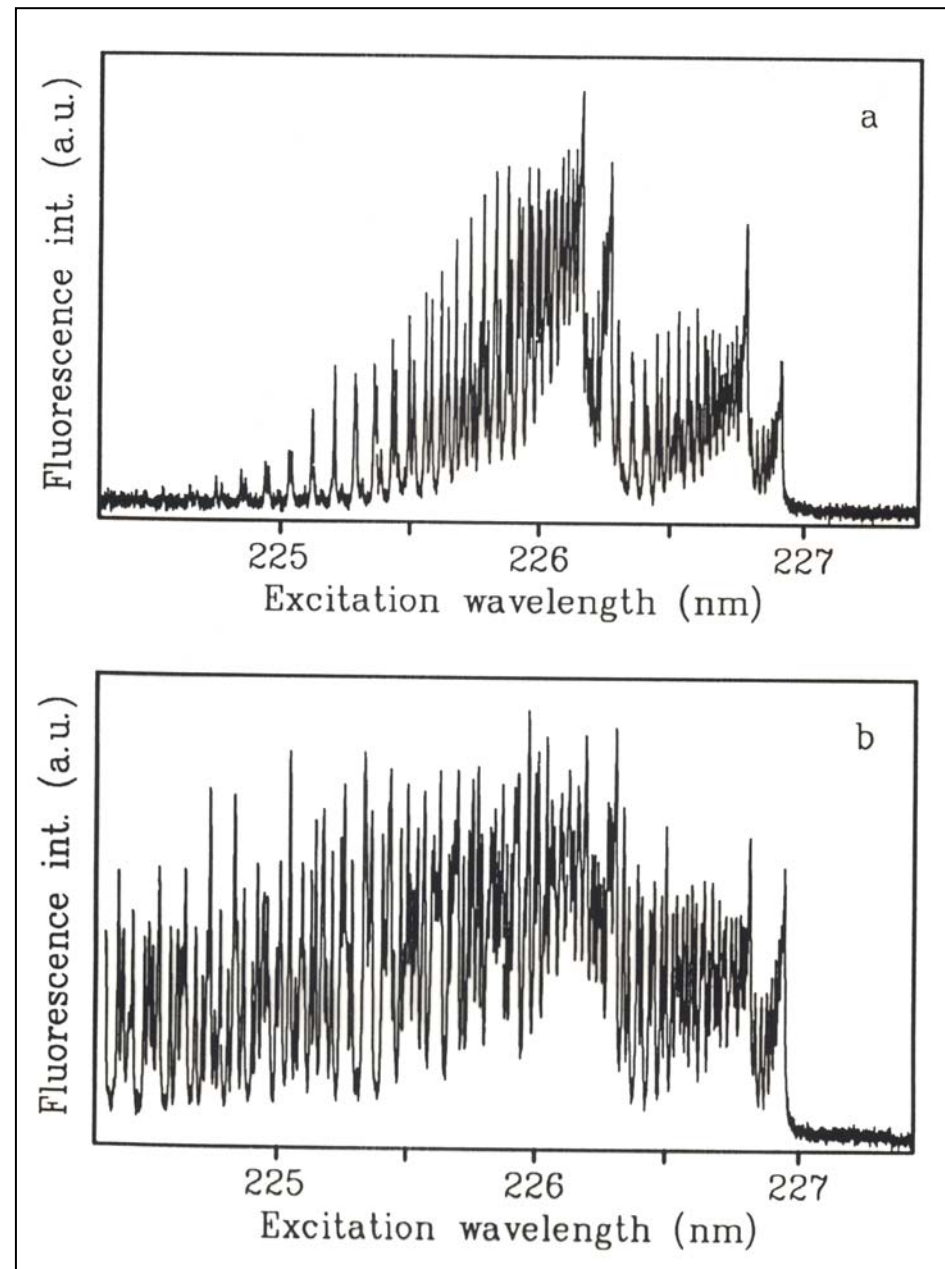 a
Fluorescence int. (a.u.)
225 226 227
Excitation wavelength (nm)
b
Fluorescence int. (a.u.)
225 226 227
Excitation wavelength (nm)